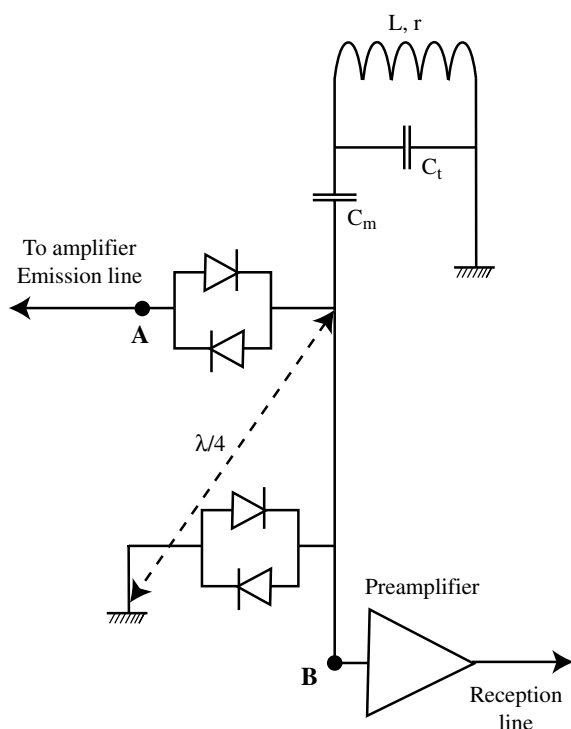 L, r
C_t
C_m
To amplifier
Emission line
A
λ/4
Preamplifier
B
Reception
line